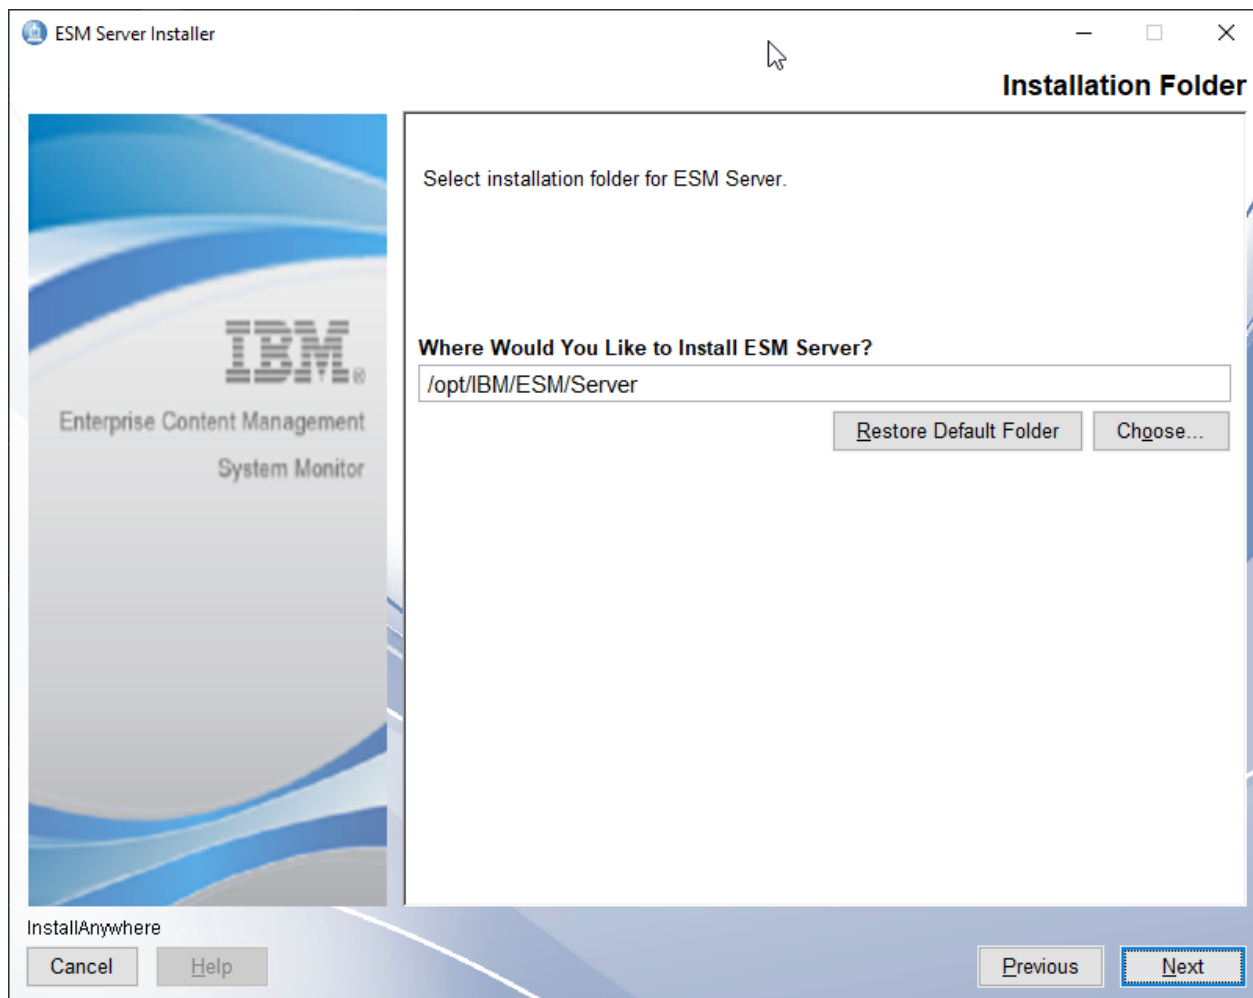 ESM Server Installer
Installation Folder
Select installation folder for ESM Server.
IBM®
Enterprise Content Management
System Monitor
Where Would You Like to Install ESM Server?
/opt/IBM/ESM/Server
Restore Default Folder
Choose...
InstallAnywhere
Cancel
Help
Previous
Next